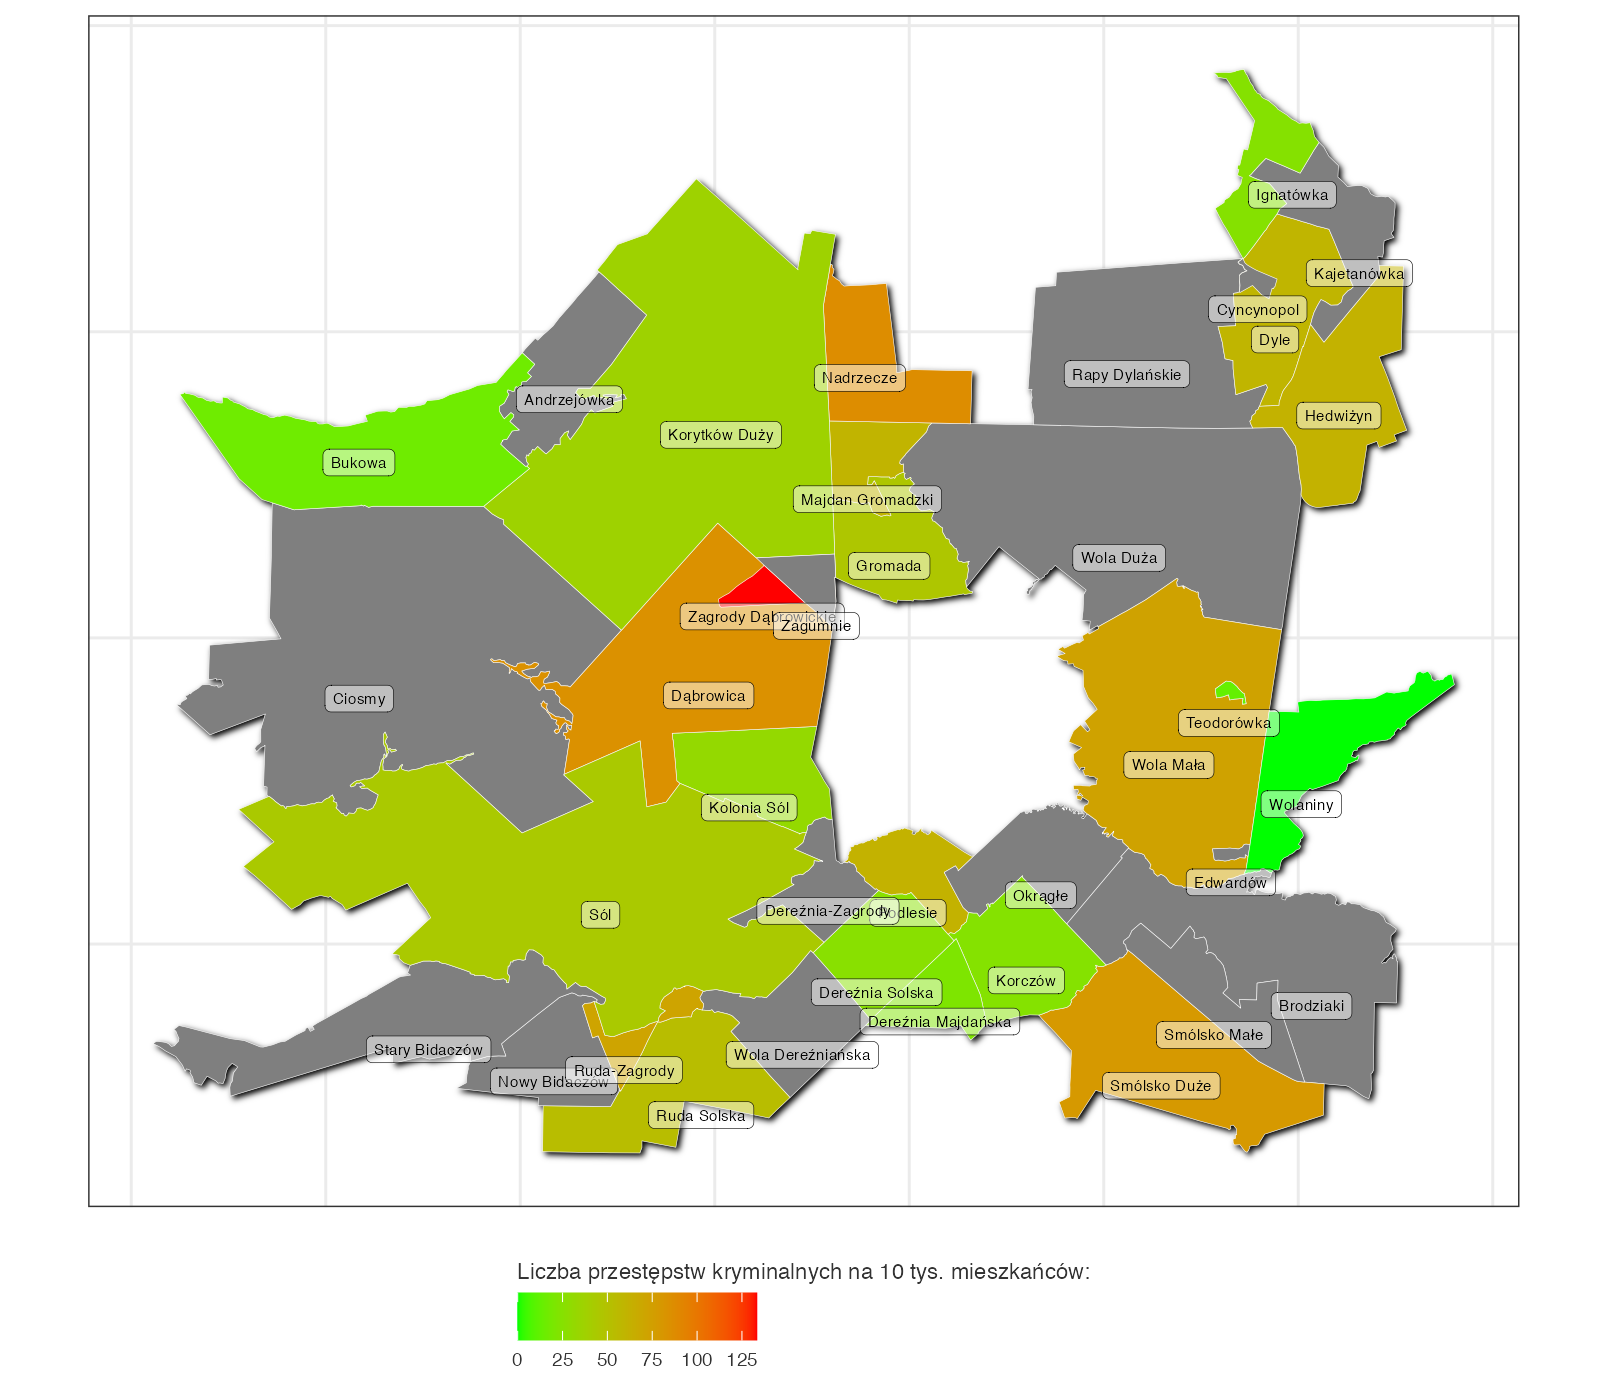 Ignatówka
Kajetanówka
Cyncynopol
Dyle
Rapy Dylańskie
Nadrzecze
Andrzejówka
Hedwiżyn
Korytków Duży
Bukowa
Majdan Gromadzki
Wola Duża
Gromada
Zagrody Dąbrowickie
Zagumnie
Dąbrowica
Ciosmy
Teodorówka
Wola Mała
Wolaniny
Kolonia Sól
Edwardów
Okrągłe
Dereźnia-Zagrody
Podlesie
Sól
Korczów
Dereźnia Solska
Brodziaki
Dereźnia Majdańska
Smólsko Małe
Stary Bidaczów
Wola Dereźniańska
Ruda-Zagrody
Nowy Bidaczów
Smólsko Duże
Ruda Solska
Liczba przestępstw kryminalnych na 10 tys. mieszkańców:
0 25 50 75 100 125